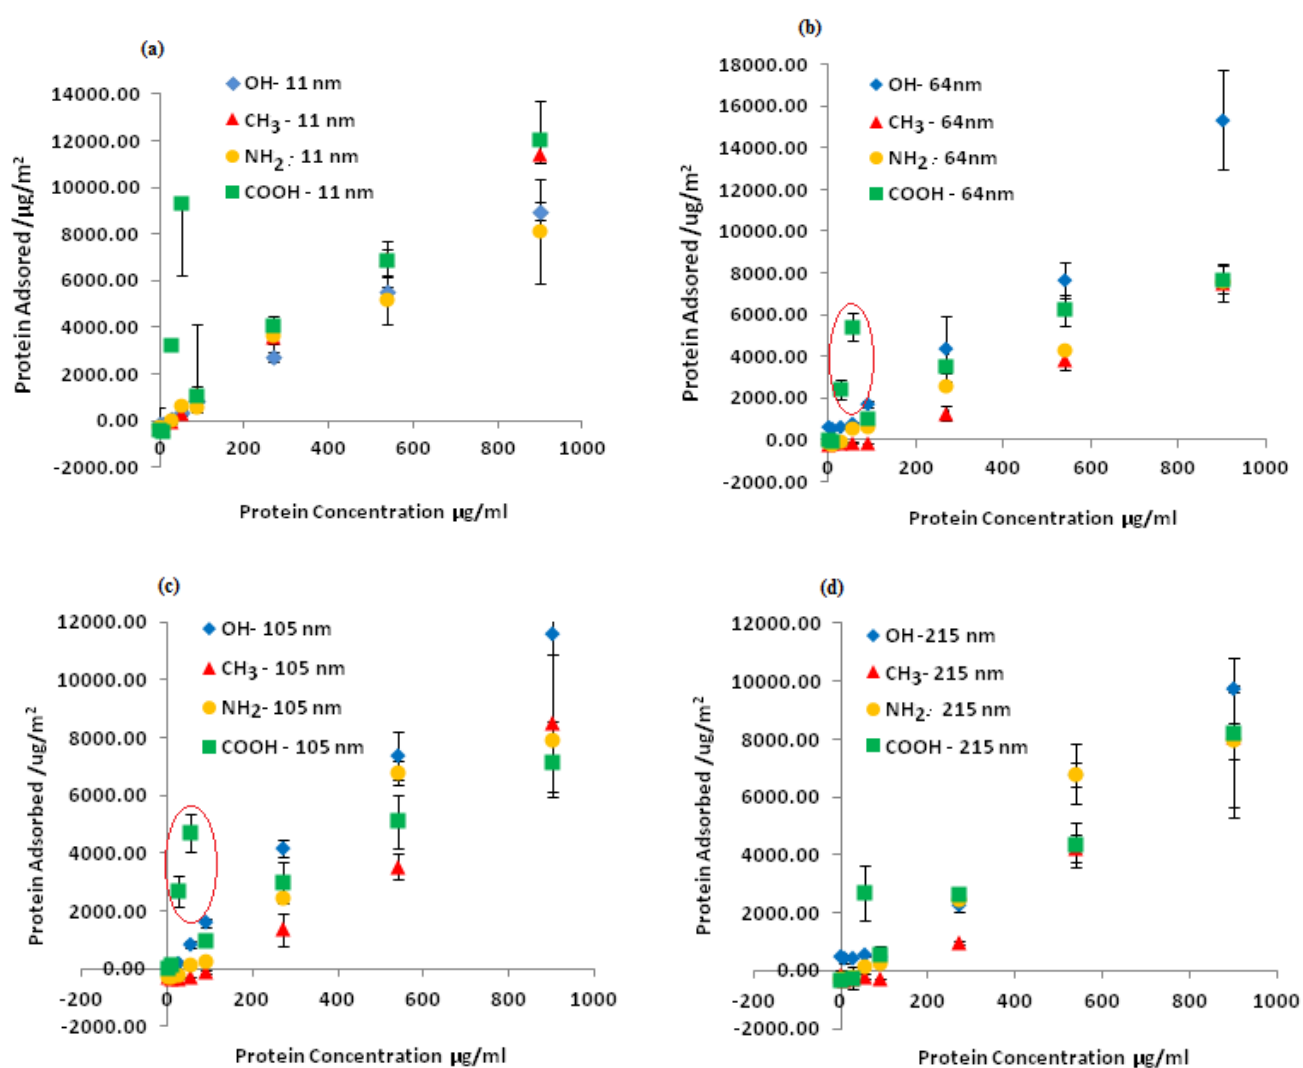 (a)
OH- 11 nm
CH3 - 11 nm
NH2.- 11 nm
COOH - 11 nm
14000.00
12000.00
10000.00
8000.00
6000.00
4000.00
2000.00
0.00
-2000.00
0
200
400
600
800
1000
Protein Adsored /µg/m2
Protein Concentration µg/ml
(b)
OH- 64nm
CH3 - 64nm
NH2.- 64nm
COOH - 64nm
18000.00
16000.00
14000.00
12000.00
10000.00
8000.00
6000.00
4000.00
2000.00
0.00
-2000.00
0
200
400
600
800
1000
Protein Adsored /ug/m2
Protein Concentration µg/ml
(c)
OH- 105 nm
CH3 - 105 nm
NH2- 105 nm
COOH - 105 nm
12000.00
10000.00
8000.00
6000.00
4000.00
2000.00
0.00
-2000.00
-200
0
200
400
600
800
1000
Protein Adsorbed /ug/m2
Protein Concentration µg/ml
(d)
OH -215 nm
CH3- 215 nm
NH2.- 215 nm
COOH - 215 nm
12000.00
10000.00
8000.00
6000.00
4000.00
2000.00
0.00
-2000.00
-200
0
200
400
600
800
1000
Protein Adsorbed /ug/m2
Protein Concentration µg/ml